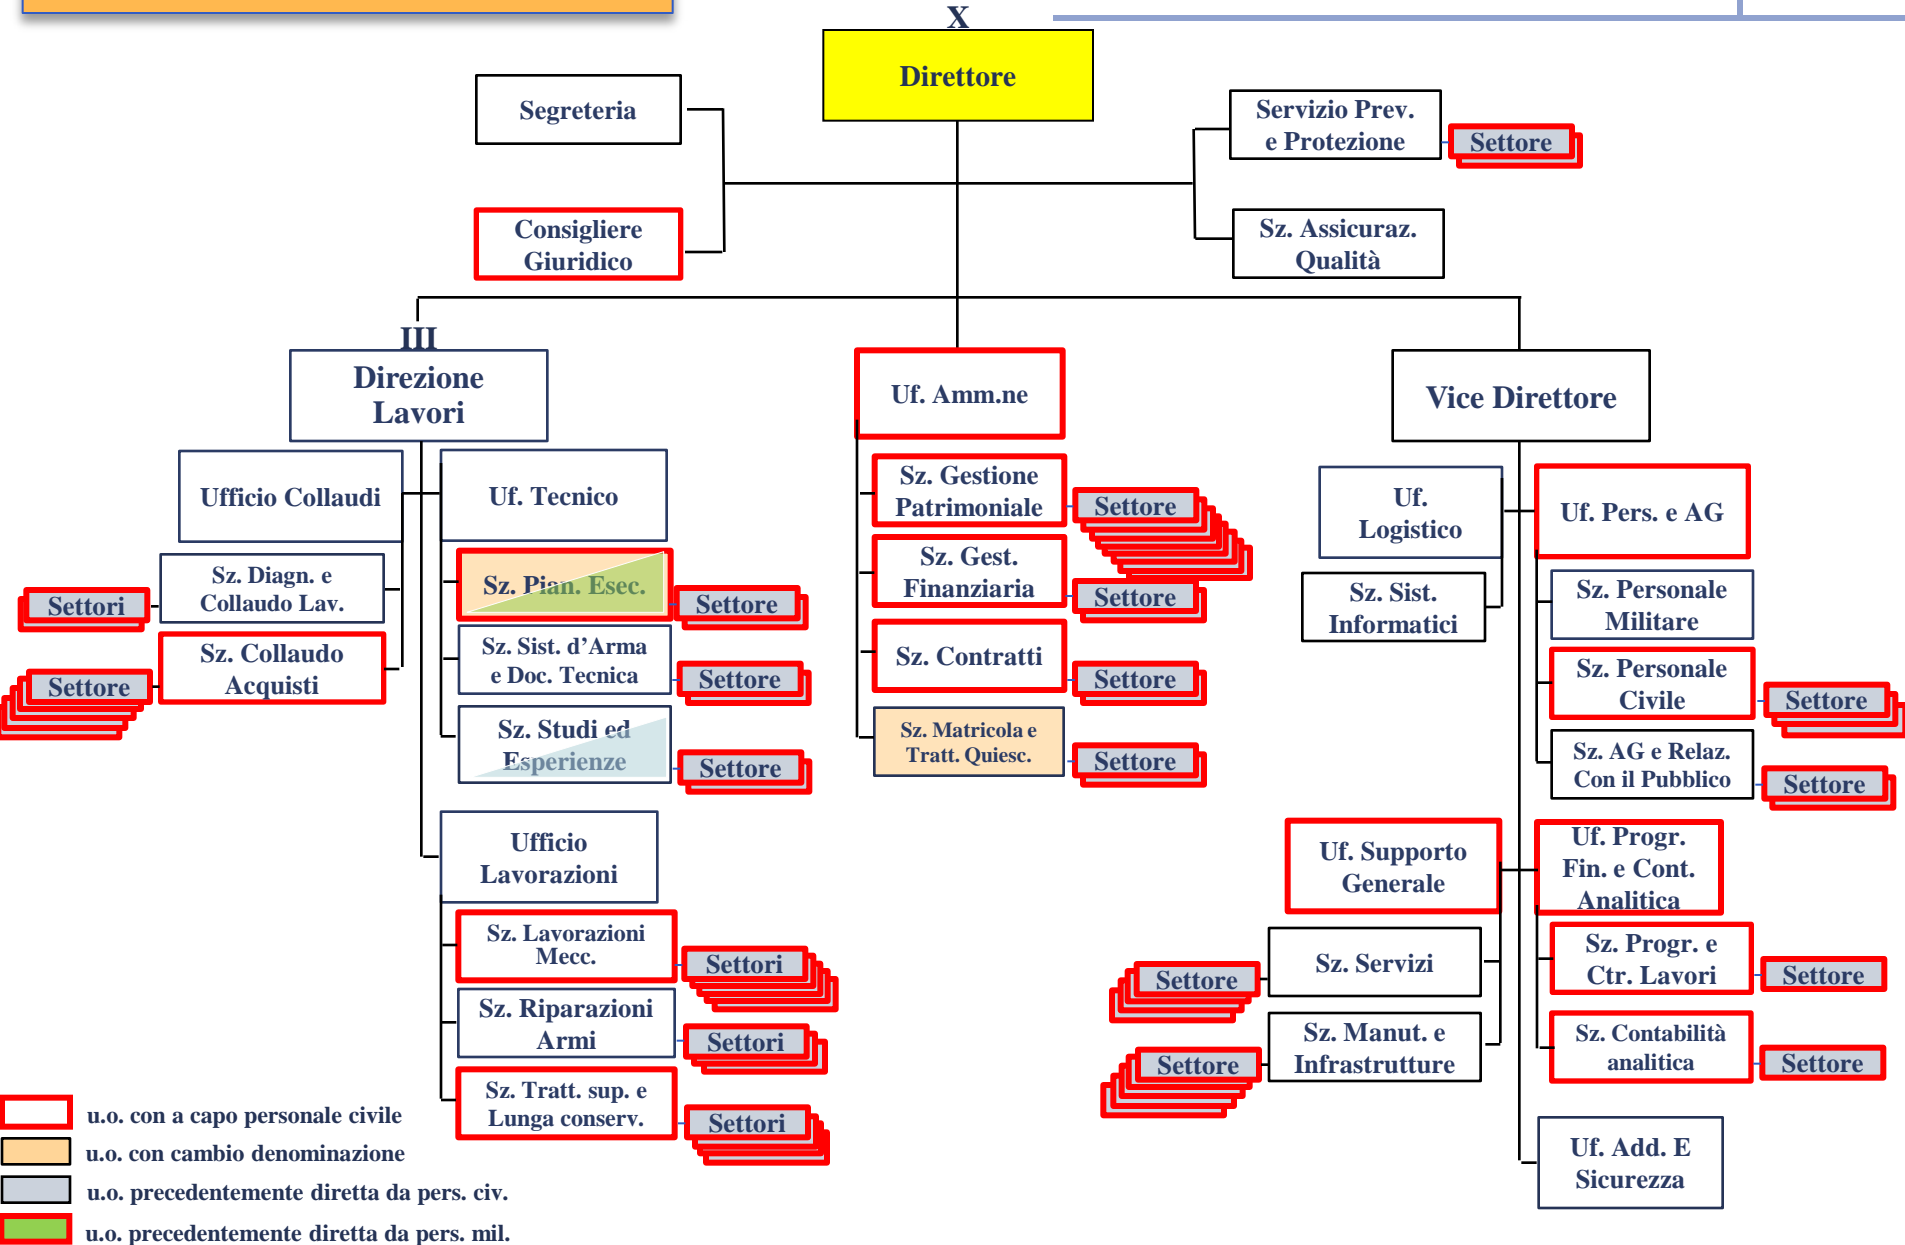 X
Direttore
Segreteria
Servizio Prev.
e Protezione
Settore
Consigliere
Giuridico
Sz. Assicuraz.
Qualità
III
Direzione
Lavori
Uf. Amm.ne
Vice Direttore
Ufficio Collaudi
Uf. Tecnico
Sz. Diagn. e
Collaudo Lav.
Settori
Sz. Collaudo
Acquisti
Settore
Sz. Pian. Esec.
Settore
Sz. Sist. d’Arma
e Doc. Tecnica
Settore
Sz. Studi ed
Esperienze
Settore
Ufficio
Lavorazioni
Sz. Lavorazioni
Mecc.
Settori
Sz. Riparazioni
Armi
Settori
Sz. Tratt. sup. e
Lunga conserv.
Settori
Sz. Gestione
Patrimoniale
Settore
Sz. Gest.
Finanziaria
Settore
Sz. Contratti
Settore
Sz. Matricola e
Tratt. Quiesc.
Settore
Uf.
Logistico
Sz. Sist.
Informatici
Uf. Pers. e AG
Sz. Personale
Militare
Sz. Personale
Civile
Settore
Sz. AG e Relaz.
Con il Pubblico
Settore
Uf. Supporto
Generale
Sz. Servizi
Settore
Sz. Manut. e
Infrastrutture
Settore
Uf. Progr.
Fin. e Cont.
Analitica
Sz. Progr. e
Ctr. Lavori
Settore
Sz. Contabilità
analitica
Settore
Uf. Add. E
Sicurezza
u.o. con a capo personale civile
u.o. con cambio denominazione
u.o. precedentemente diretta da pers. civ.
u.o. precedentemente diretta da pers. mil.